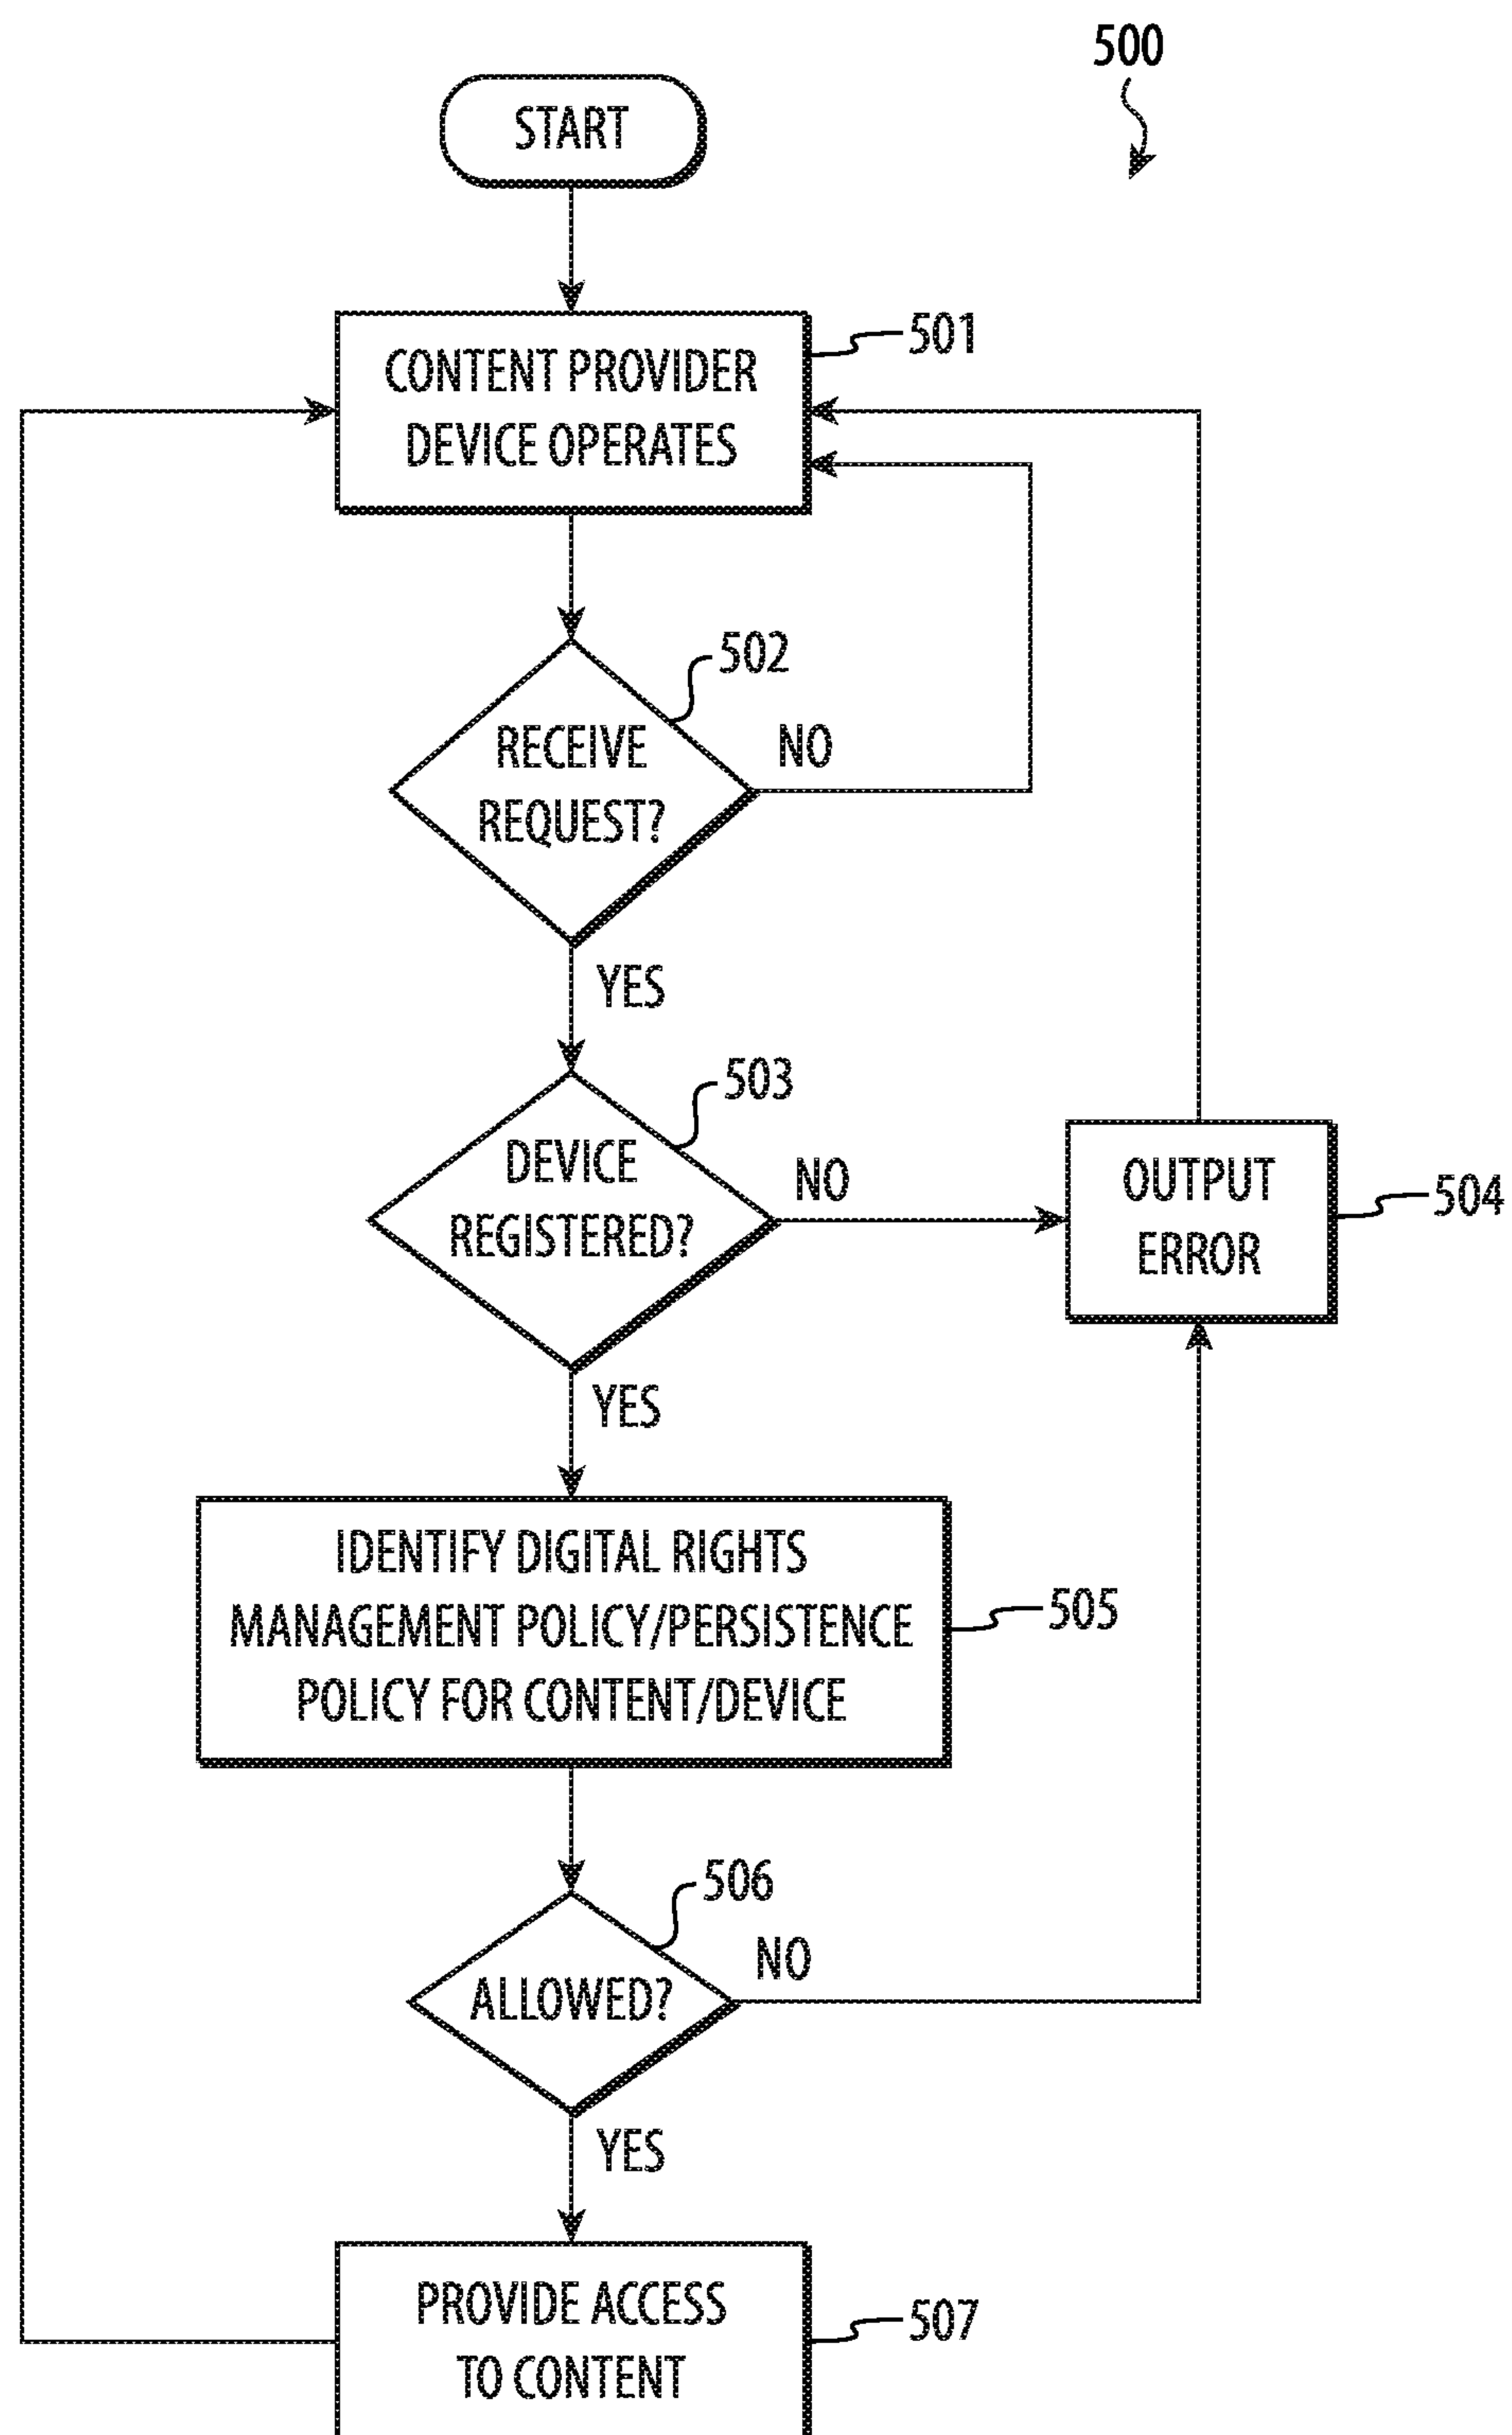 500
START
CONTENT PROVIDER
DEVICE OPERATES
501
RECEIVE
REQUEST?
502
NO
YES
DEVICE
REGISTERED?
503
NO
OUTPUT
ERROR
504
YES
IDENTIFY DIGITAL RIGHTS
MANAGEMENT POLICY/PERSISTENCE
POLICY FOR CONTENT/DEVICE
505
ALLOWED?
506
NO
YES
PROVIDE ACCESS
TO CONTENT
507